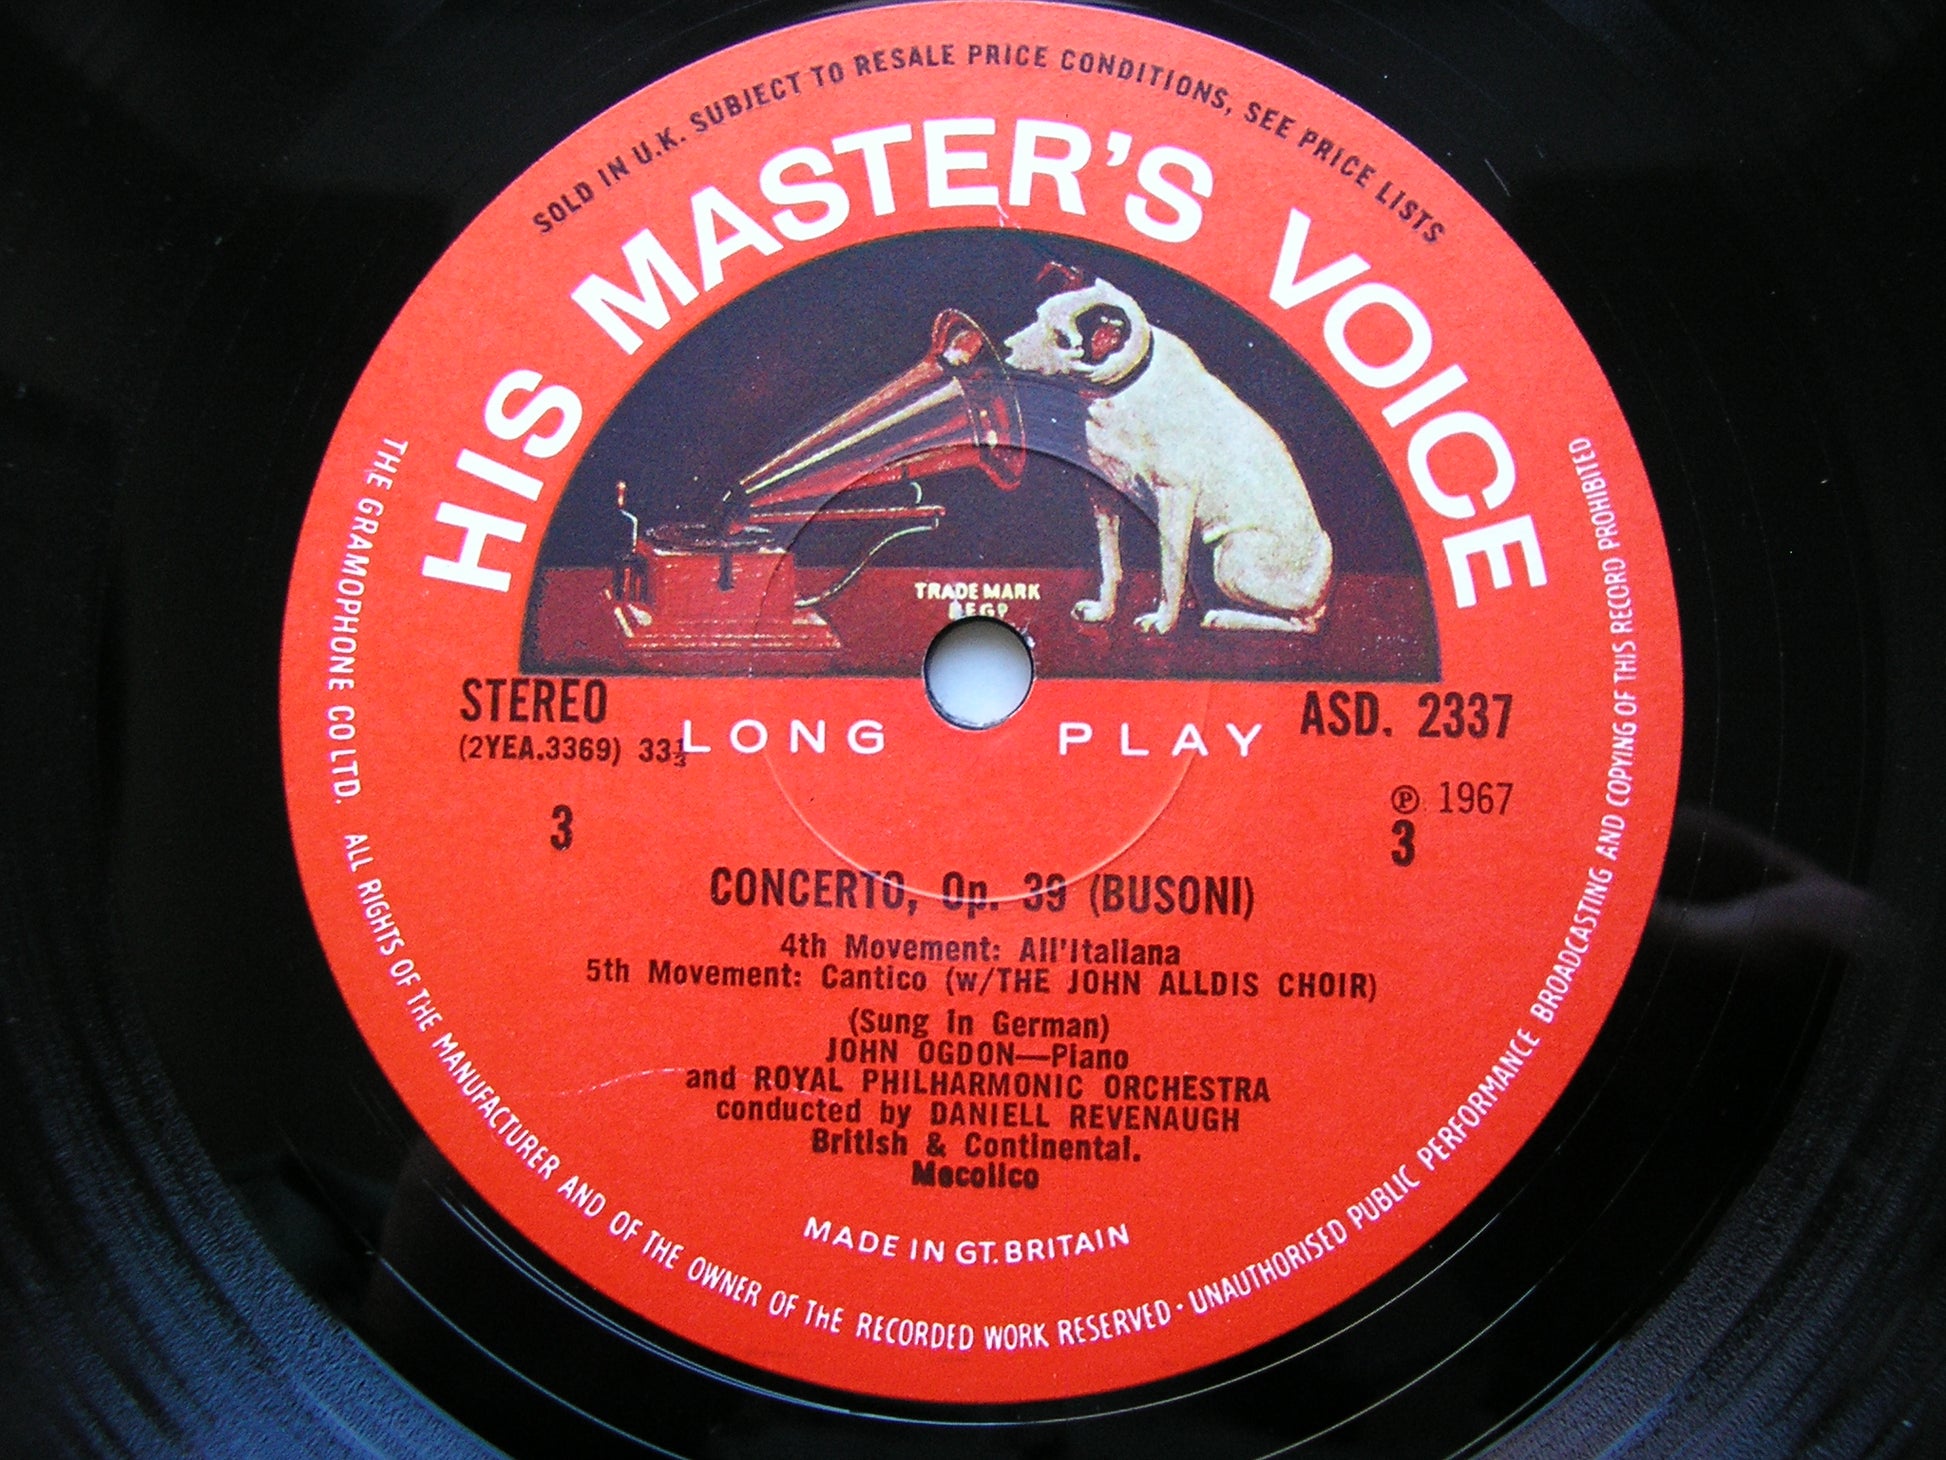 SOLD IN U.K. SUBJECT TO RESALE PRICE CONDITIONS, SEE PRICE LISTS
HIS MASTER'S VOICE
TRADE MARK
REGD
STEREO
ASD. 2337
(2YEA.3369) 33⅓
LONG PLAY
℗ 1967
3
3
CONCERTO, Op. 39 (BUSONI)
4th Movement: All'Italiana
5th Movement: Cantico (w/THE JOHN ALLDIS CHOIR)
(Sung in German)
JOHN OGDON—Piano
and ROYAL PHILHARMONIC ORCHESTRA
conducted by DANIELL REVENAUGH
British & Continental.
Mecolico
MADE IN GT. BRITAIN
THE GRAMOPHONE CO LTD. ALL RIGHTS OF THE MANUFACTURER AND OF THE OWNER OF THE RECORDED WORK RESERVED · UNAUTHORISED PUBLIC PERFORMANCE BROADCASTING AND COPYING OF THIS RECORD PROHIBITED